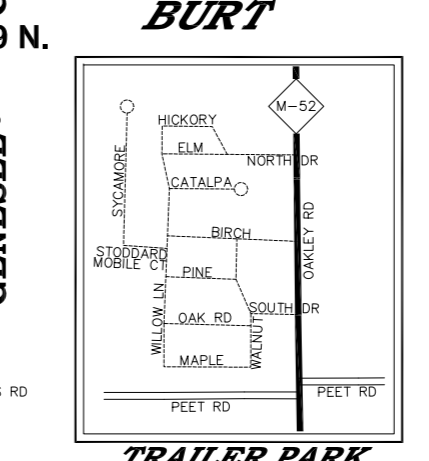 BURT
9 N.
M-52
HICKORY
ELM
NORTH DR
SYCAMORE
CATALPA
OAKLEY RD
BIRCH
STODDARD
MOBILE CT
PINE
WILLOW LN
SOUTH DR
OAK RD
WALNUT
MAPLE
RD
PEET RD
PEET RD
TRAILER PARK